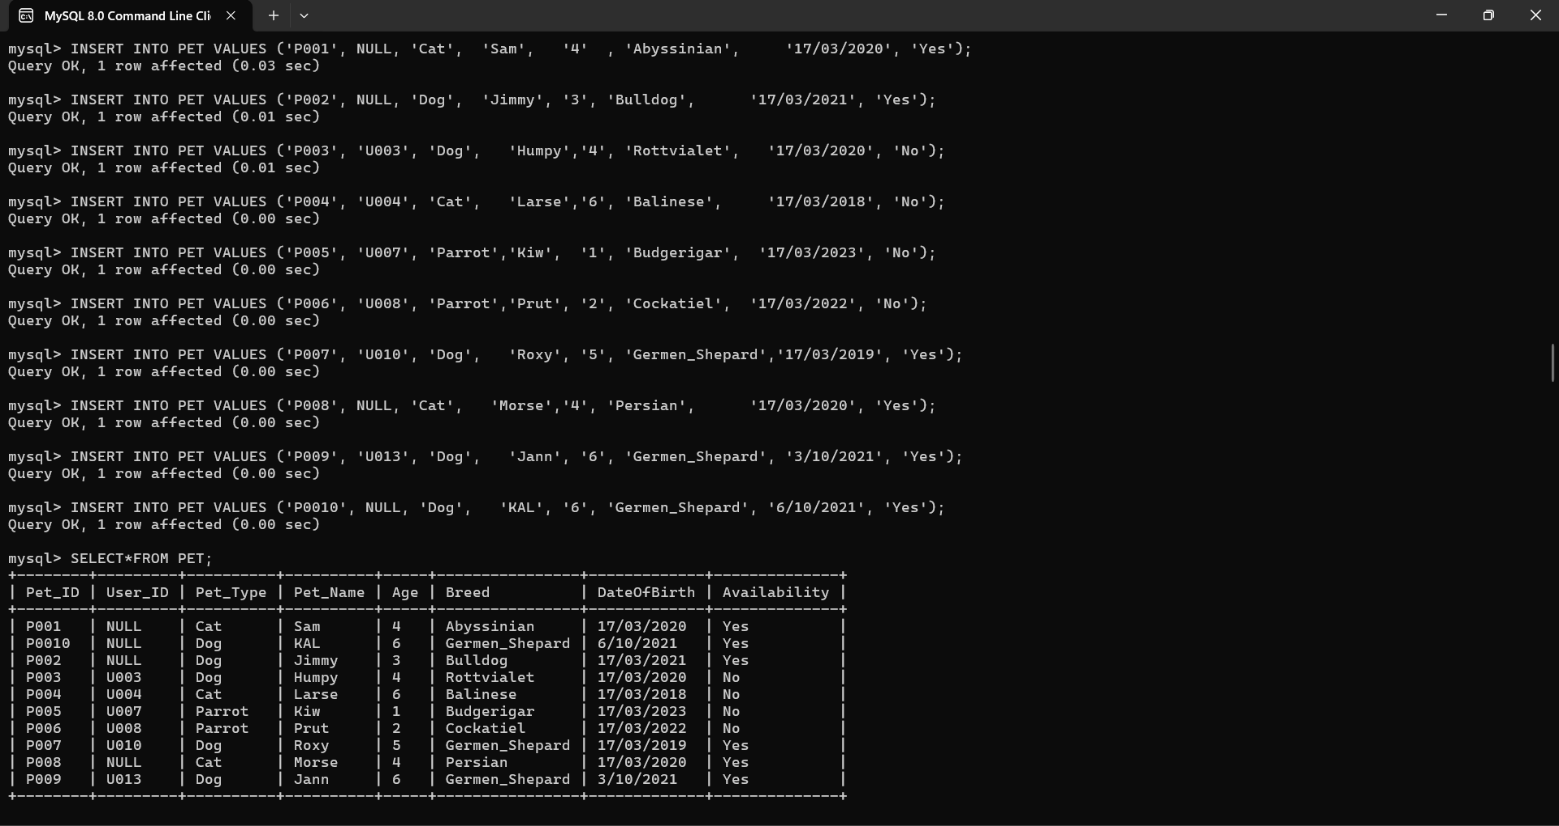 MySQL 8.0 Command Line Cli
mysql> INSERT INTO PET VALUES ('P001', NULL, 'Cat',  'Sam',   '4'  , 'Abyssinian',     '17/03/2020', 'Yes');
Query OK, 1 row affected (0.03 sec)
mysql> INSERT INTO PET VALUES ('P002', NULL, 'Dog',  'Jimmy', '3', 'Bulldog',      '17/03/2021', 'Yes');
Query OK, 1 row affected (0.01 sec)
mysql> INSERT INTO PET VALUES ('P003', 'U003', 'Dog',   'Humpy','4', 'Rottvialet',   '17/03/2020', 'No');
Query OK, 1 row affected (0.01 sec)
mysql> INSERT INTO PET VALUES ('P004', 'U004', 'Cat',   'Larse','6', 'Balinese',     '17/03/2018', 'No');
Query OK, 1 row affected (0.00 sec)
mysql> INSERT INTO PET VALUES ('P005', 'U007', 'Parrot','Kiw',  '1', 'Budgerigar',  '17/03/2023', 'No');
Query OK, 1 row affected (0.00 sec)
mysql> INSERT INTO PET VALUES ('P006', 'U008', 'Parrot','Prut', '2', 'Cockatiel',  '17/03/2022', 'No');
Query OK, 1 row affected (0.00 sec)
mysql> INSERT INTO PET VALUES ('P007', 'U010', 'Dog',   'Roxy', '5', 'Germen_Shepard','17/03/2019', 'Yes');
Query OK, 1 row affected (0.00 sec)
mysql> INSERT INTO PET VALUES ('P008', NULL, 'Cat',   'Morse','4', 'Persian',      '17/03/2020', 'Yes');
Query OK, 1 row affected (0.00 sec)
mysql> INSERT INTO PET VALUES ('P009', 'U013', 'Dog',   'Jann', '6', 'Germen_Shepard', '3/10/2021', 'Yes');
Query OK, 1 row affected (0.00 sec)
mysql> INSERT INTO PET VALUES ('P0010', NULL, 'Dog',   'KAL', '6', 'Germen_Shepard', '6/10/2021', 'Yes');
Query OK, 1 row affected (0.00 sec)
mysql> SELECT*FROM PET;
+--------+---------+----------+----------+-----+----------------+-------------+--------------+
| Pet_ID | User_ID | Pet_Type | Pet_Name | Age | Breed          | DateOfBirth | Availability |
+--------+---------+----------+----------+-----+----------------+-------------+--------------+
| P001   | NULL    | Cat      | Sam      | 4   | Abyssinian     | 17/03/2020  | Yes          |
| P0010  | NULL    | Dog      | KAL      | 6   | Germen_Shepard | 6/10/2021   | Yes          |
| P002   | NULL    | Dog      | Jimmy    | 3   | Bulldog        | 17/03/2021  | Yes          |
| P003   | U003    | Dog      | Humpy    | 4   | Rottvialet     | 17/03/2020  | No           |
| P004   | U004    | Cat      | Larse    | 6   | Balinese       | 17/03/2018  | No           |
| P005   | U007    | Parrot   | Kiw      | 1   | Budgerigar     | 17/03/2023  | No           |
| P006   | U008    | Parrot   | Prut     | 2   | Cockatiel      | 17/03/2022  | No           |
| P007   | U010    | Dog      | Roxy     | 5   | Germen_Shepard | 17/03/2019  | Yes          |
| P008   | NULL    | Cat      | Morse    | 4   | Persian        | 17/03/2020  | Yes          |
| P009   | U013    | Dog      | Jann     | 6   | Germen_Shepard | 3/10/2021   | Yes          |
+--------+---------+----------+----------+-----+----------------+-------------+--------------+